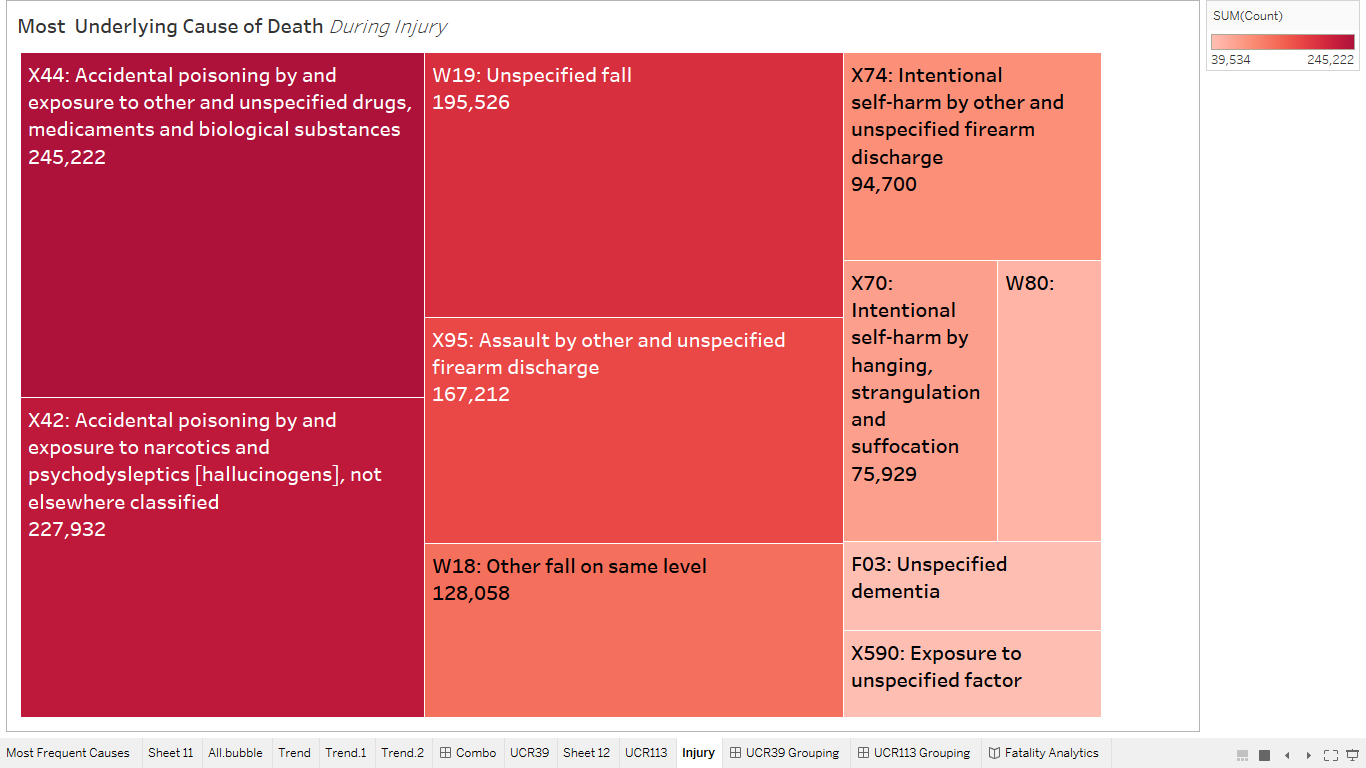 Most  Underlying Cause of Death During Injury
X44: Accidental poisoning by and
exposure to other and unspecified drugs,
medicaments and biological substances
245,222
X42: Accidental poisoning by and
exposure to narcotics and
psychodysleptics [hallucinogens], not
elsewhere classified
227,932
W19: Unspecified fall
195,526
X95: Assault by other and unspecified
firearm discharge
167,212
W18: Other fall on same level
128,058
X74: Intentional
self-harm by other and
unspecified firearm
discharge
94,700
X70:
Intentional
self-harm by
hanging,
strangulation
and
suffocation
75,929
W80:
F03: Unspecified
dementia
X590: Exposure to
unspecified factor
SUM(Count)
39,534 245,222
Most Frequent Causes Sheet 11 All.bubble Trend Trend.1 Trend.2 Combo UCR39 Sheet 12 UCR113 Injury UCR39 Grouping UCR113 Grouping Fatality Analytics